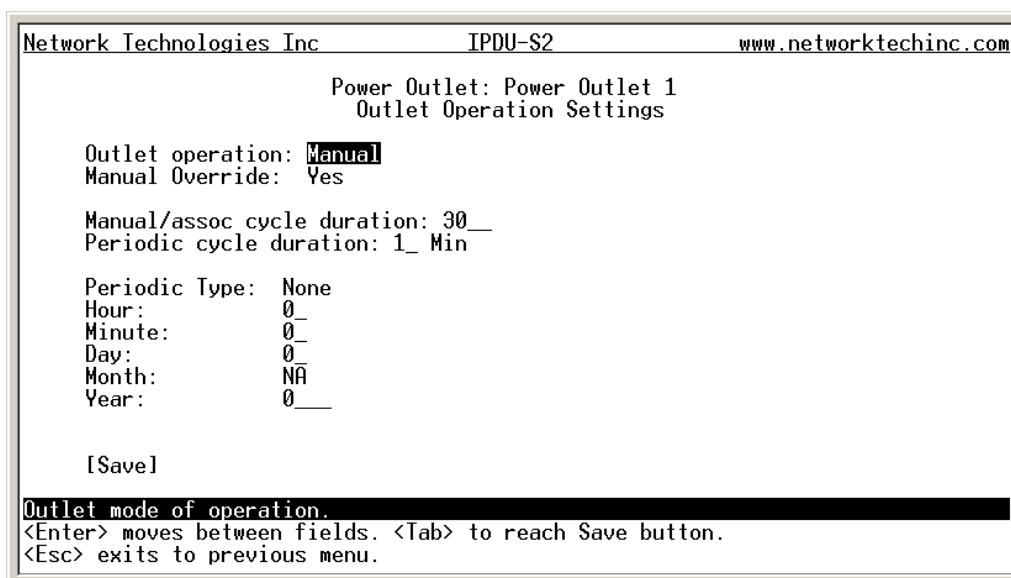 Network Technologies Inc IPDU-S2 www.networktechinc.com
Power Outlet: Power Outlet 1
Outlet Operation Settings
Outlet operation: Manual
Manual Override: Yes
Manual/assoc cycle duration: 30__
Periodic cycle duration: 1_ Min
Periodic Type: None
Hour: 0_
Minute: 0_
Day: 0_
Month: NA
Year: 0___
[Save]
Outlet mode of operation.
<Enter> moves between fields. <Tab> to reach Save button.
<Esc> exits to previous menu.